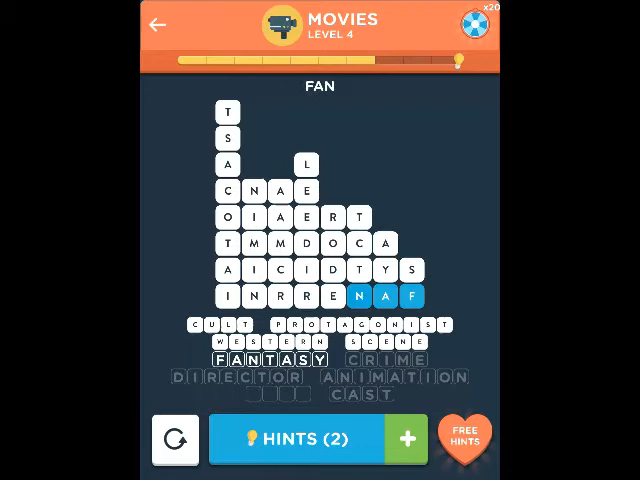 x20
MOVIES
LEVEL 4
FAN
T
S
A L
C N A E
O I A E R T
T M M D O C A
A I C I D T Y S
I N R R E N A F
CULT PROTAGONIST
WESTERN SCENE
FANTASY CRIME
DIRECTOR ANIMATION
CAST
HINTS (2) +
FREE
HINTS